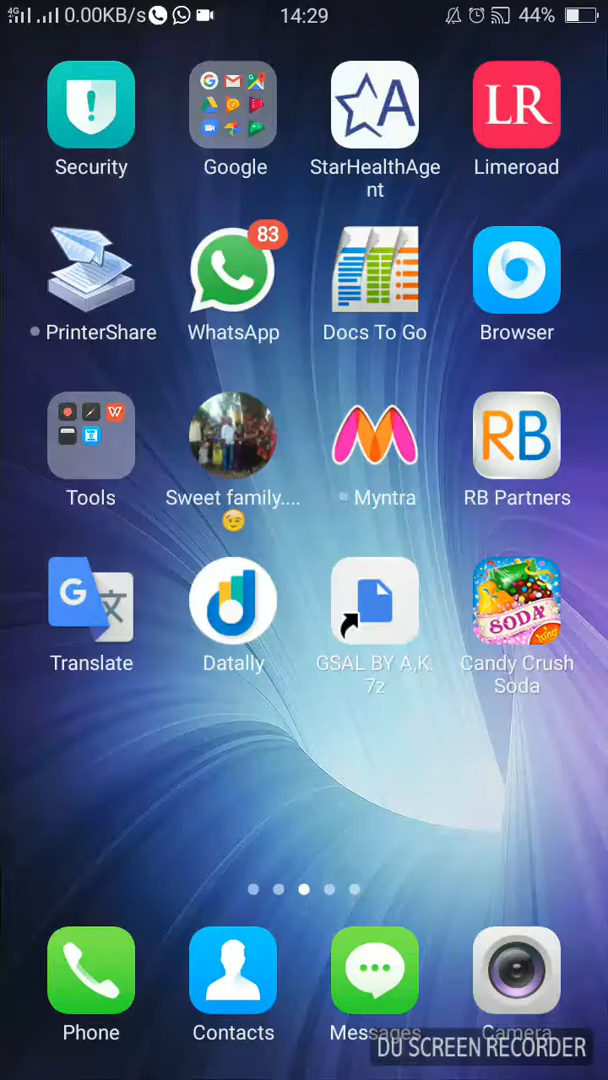 4G 0.00KB/s 14:29 44%
Security
Google
StarHealthAge
nt
LR
Limeroad
PrinterShare
83
WhatsApp
Docs To Go
Browser
Tools
Sweet family....
😉
Myntra
RB
RB Partners
Translate
Datally
GSAL BY A,K.
7z
SODA
King
Candy Crush
Soda
Phone
Contacts
Messages
Camera
DU SCREEN RECORDER